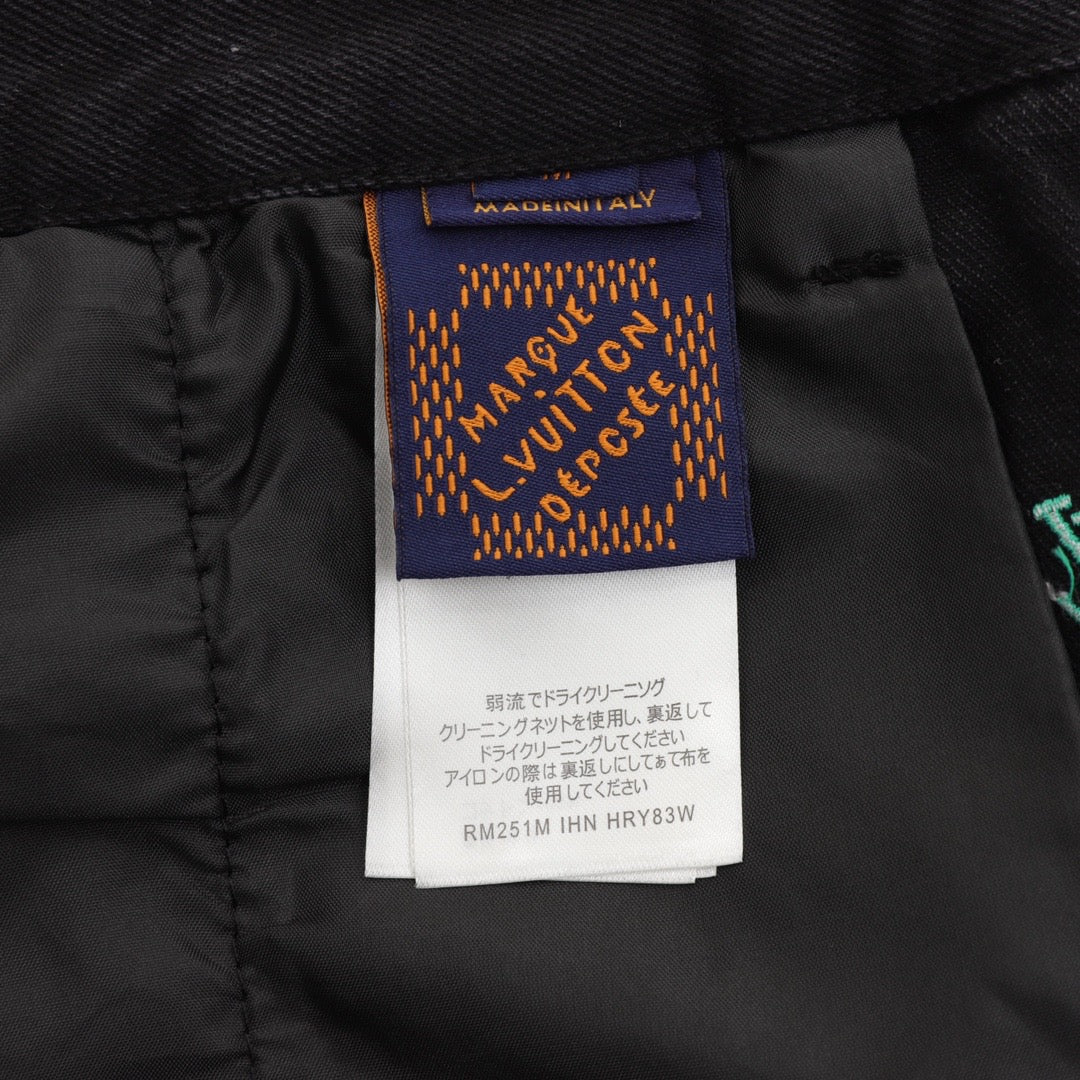 M
MADEINITALY
MARQUE
L.VUITTON
DÉPOSÉE
弱流でドライクリーニソグ
クリーニングネットを使用し、裏返して
ドライクリーニングしてください
アイロンの際は裏返しにしてぁて布を
使用してください
RM251M IHN HRY83W